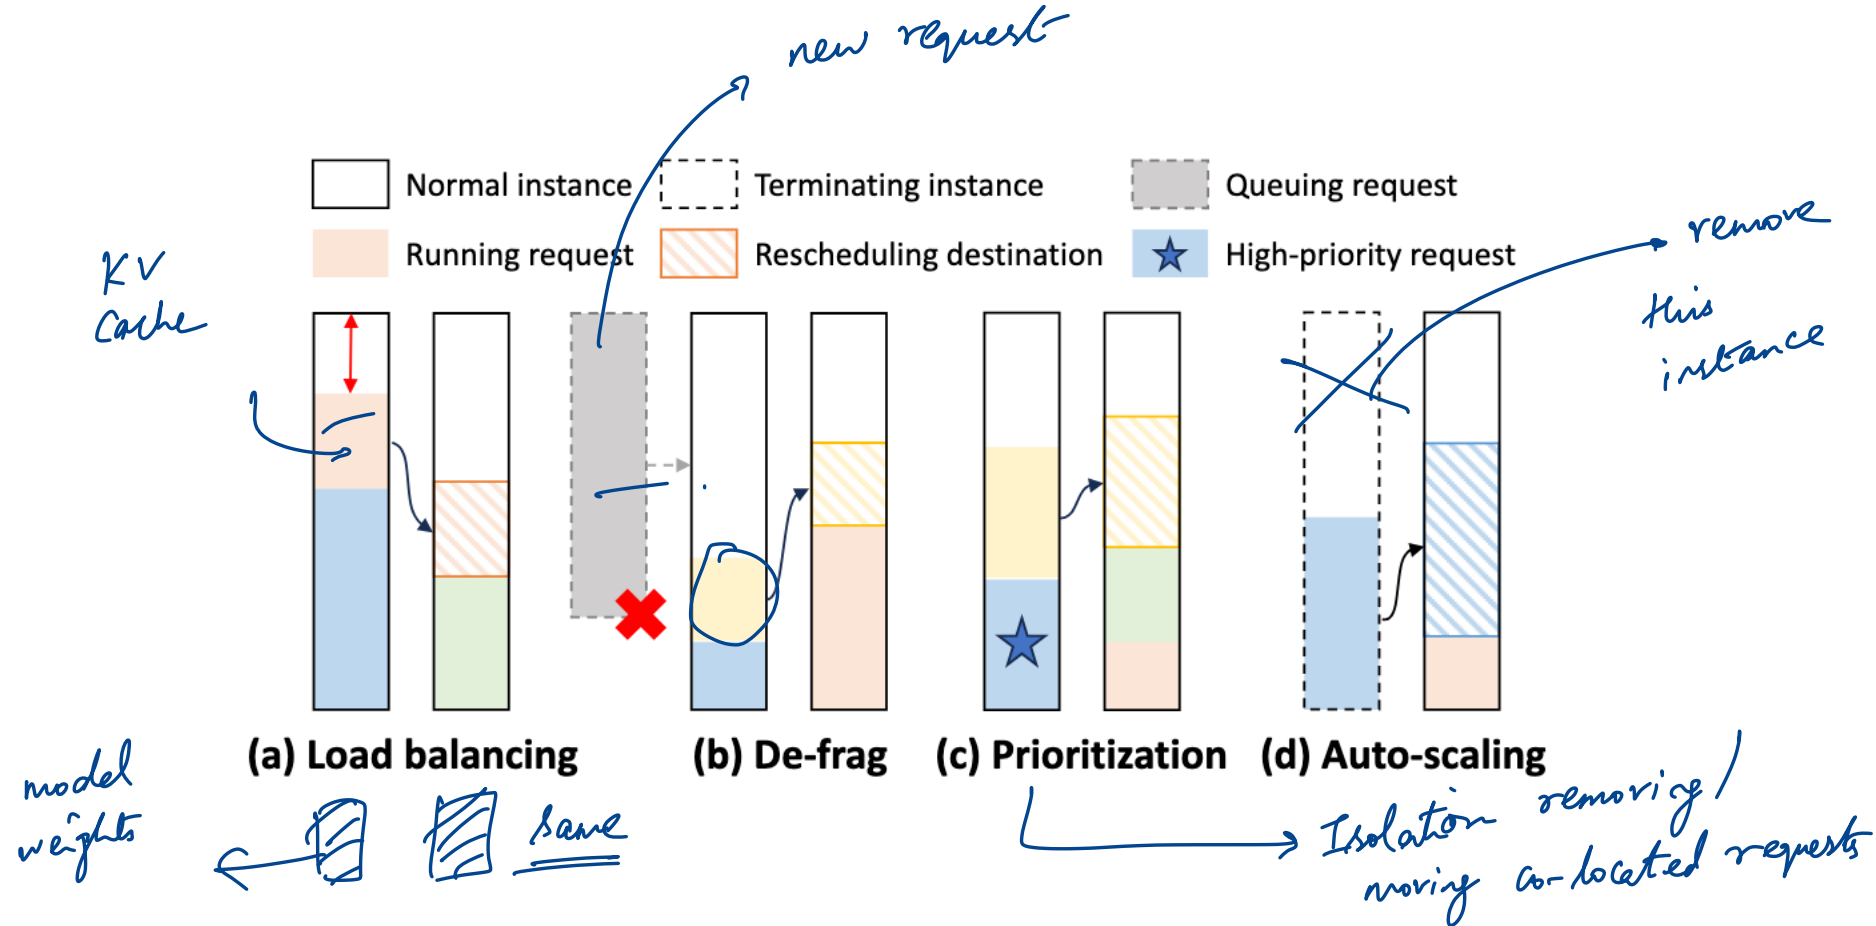 new request
Normal instance
Terminating instance
Queuing request
Running request
Rescheduling destination
High-priority request
remove
this
instance
KV
Cache
(a) Load balancing
(b) De-frag
(c) Prioritization
(d) Auto-scaling
model
weights
same
Isolation removing/
moving co-located requests